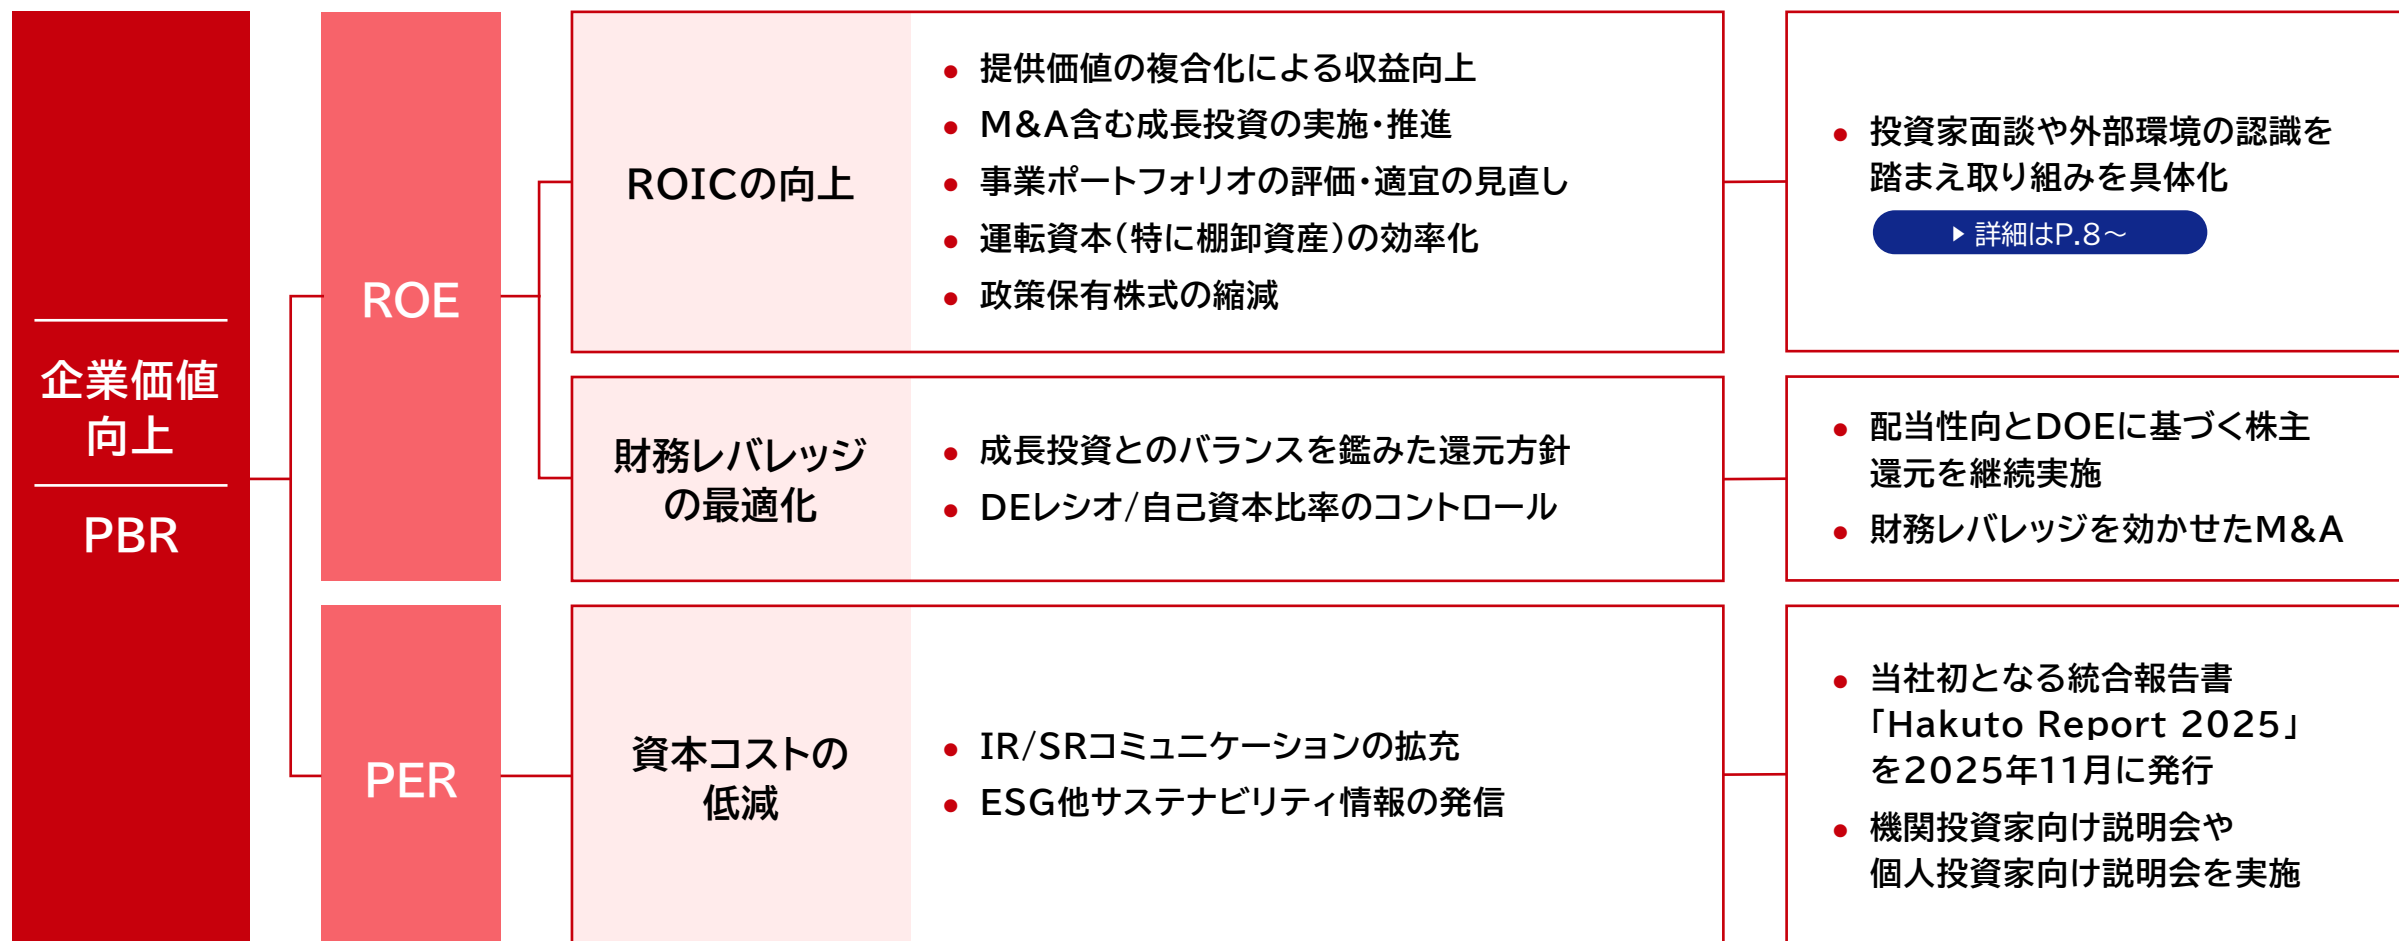 企業価値
向上
PBR
ROE
ROICの向上
● 提供価値の複合化による収益向上
● M&A含む成長投資の実施・推進
● 事業ポートフォリオの評価・適宜の見直し
● 運転資本(特に棚卸資産)の効率化
● 政策保有株式の縮減
● 投資家面談や外部環境の認識を
踏まえ取り組みを具体化
▶ 詳細はP.8～
財務レバレッジ
の最適化
● 成長投資とのバランスを鑑みた還元方針
● DEレシオ/自己資本比率のコントロール
● 配当性向とDOEに基づく株主
還元を継続実施
● 財務レバレッジを効かせたM&A
PER
資本コストの
低減
● IR/SRコミュニケーションの拡充
● ESG他サステナビリティ情報の発信
● 当社初となる統合報告書
「Hakuto Report 2025」
を2025年11月に発行
● 機関投資家向け説明会や
個人投資家向け説明会を実施